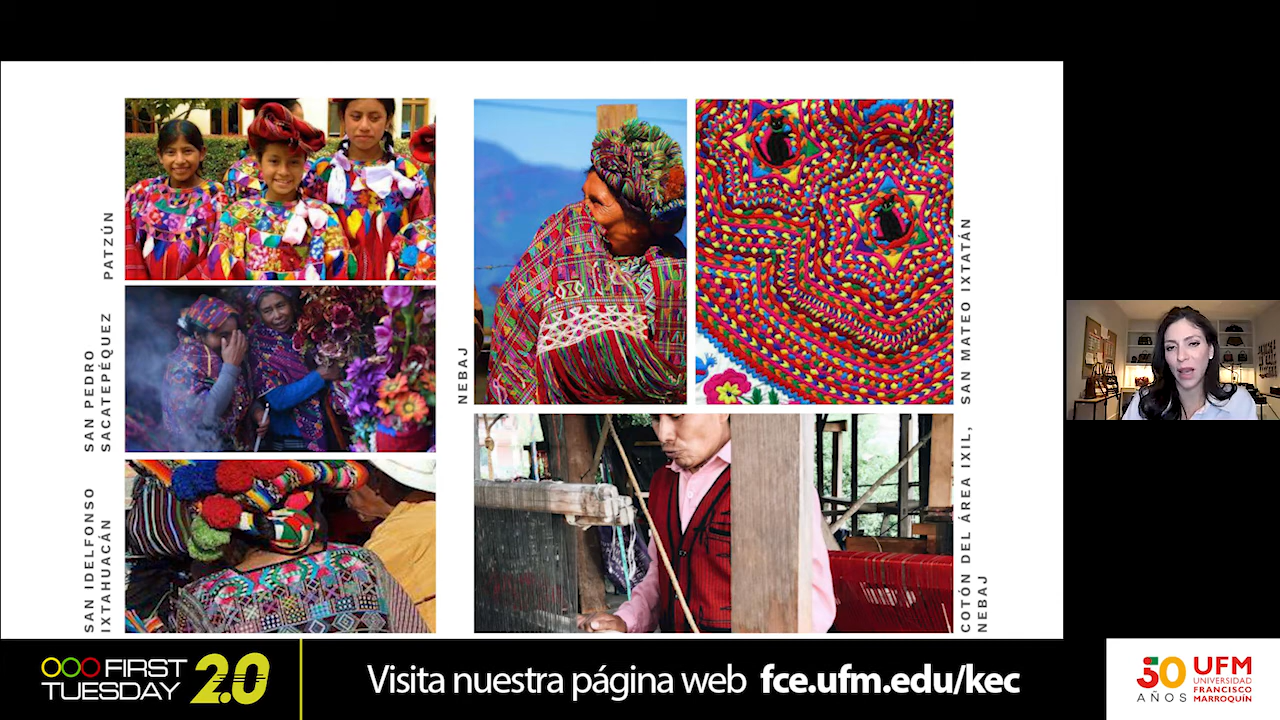 PATZÚN
SAN PEDRO
SACATEPÉQUEZ
SAN IDELFONSO
IXTAHUACÁN
NEBAJ
SAN MATEO IXTATÁN
COTÓN DEL ÁREA IXIL,
NEBAJ
FIRST
TUESDAY 2.0
Visita nuestra página web fce.ufm.edu/kec
50
AÑOS
UFM
UNIVERSIDAD
FRANCISCO
MARROQUÍN